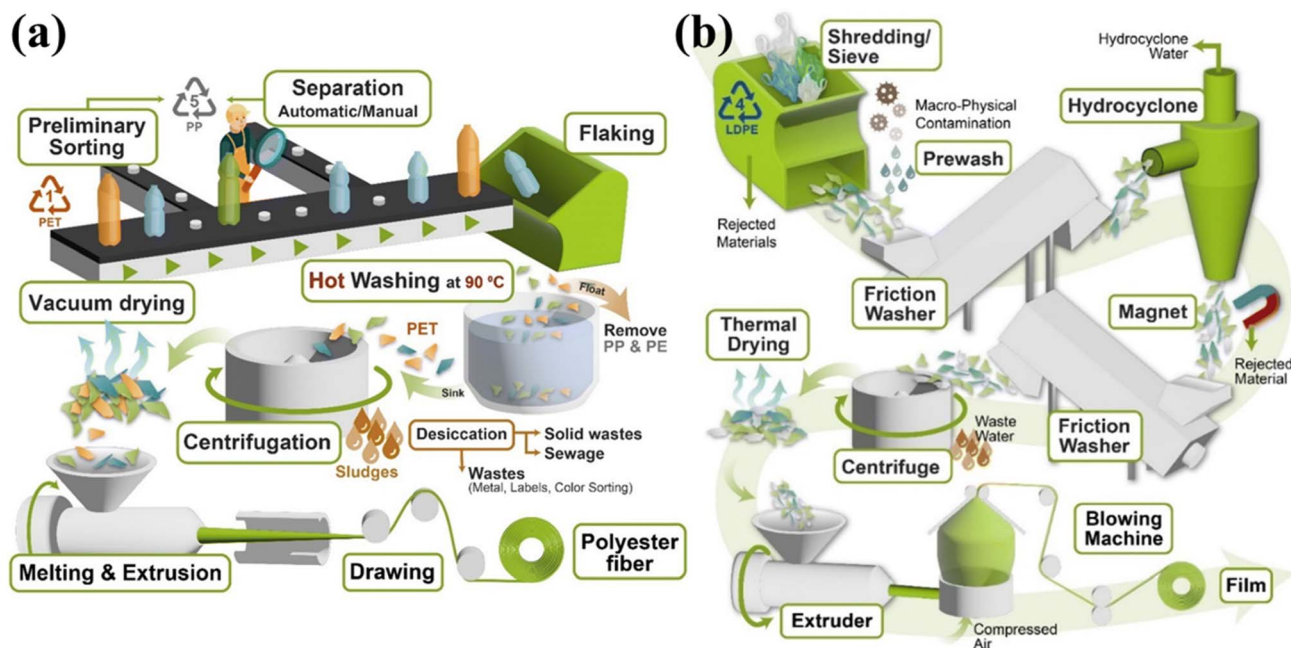 (a)
Separation
Automatic/Manual
5
PP
Preliminary
Sorting
Flaking
1
PET
Hot Washing at 90 ºC
Float
Remove
PP & PE
Vacuum drying
PET
Sink
Centrifugation
Sludges
Desiccation
Solid wastes
Sewage
Wastes
(Metal, Labels, Color Sorting)
Melting & Extrusion
Drawing
Polyester
fiber
(b)
Shredding/
Sieve
4
LDPE
Macro-Physical
Contamination
Prewash
Hydrocyclone
Water
Hydrocyclone
Rejected
Materials
Friction
Washer
Magnet
Rejected
Material
Thermal
Drying
Friction
Washer
Waste
Water
Centrifuge
Blowing
Machine
Film
Extruder
Compressed
Air